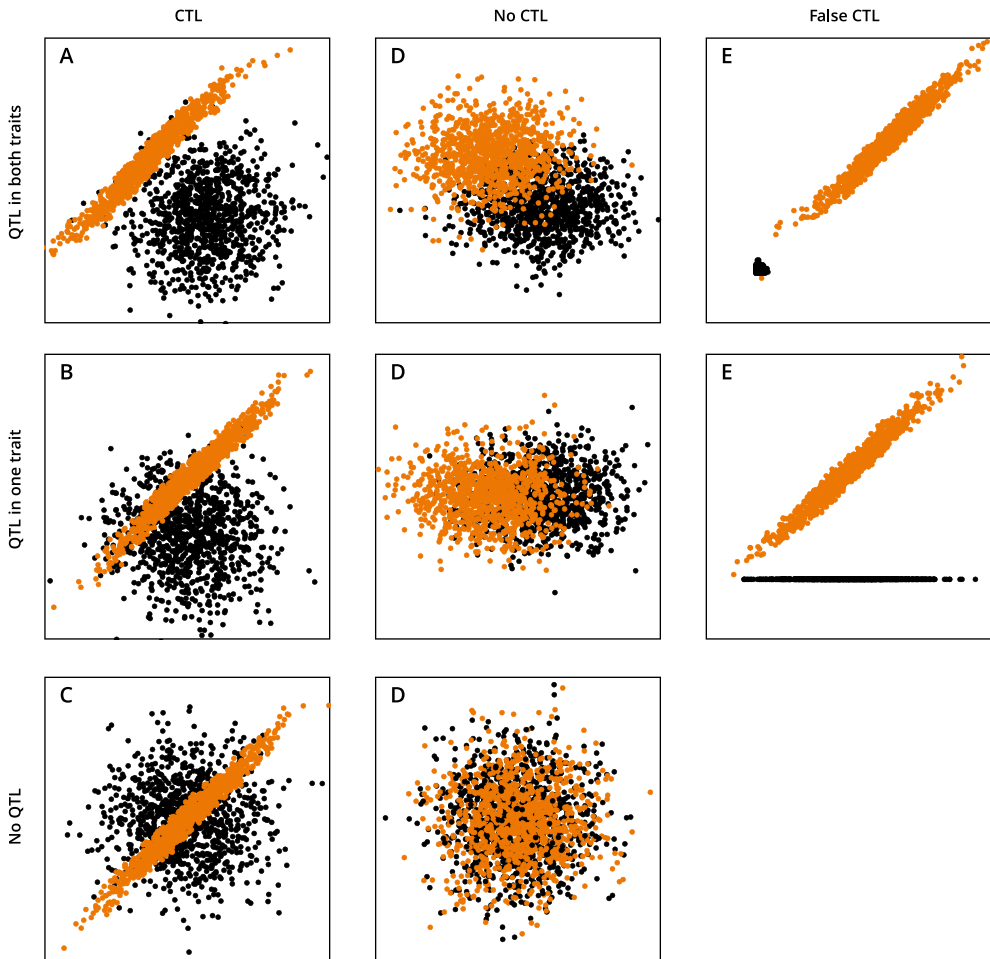 CTL
No CTL
False CTL
QTL in both traits
A
D
E
QTL in one trait
B
D
E
No QTL
C
D